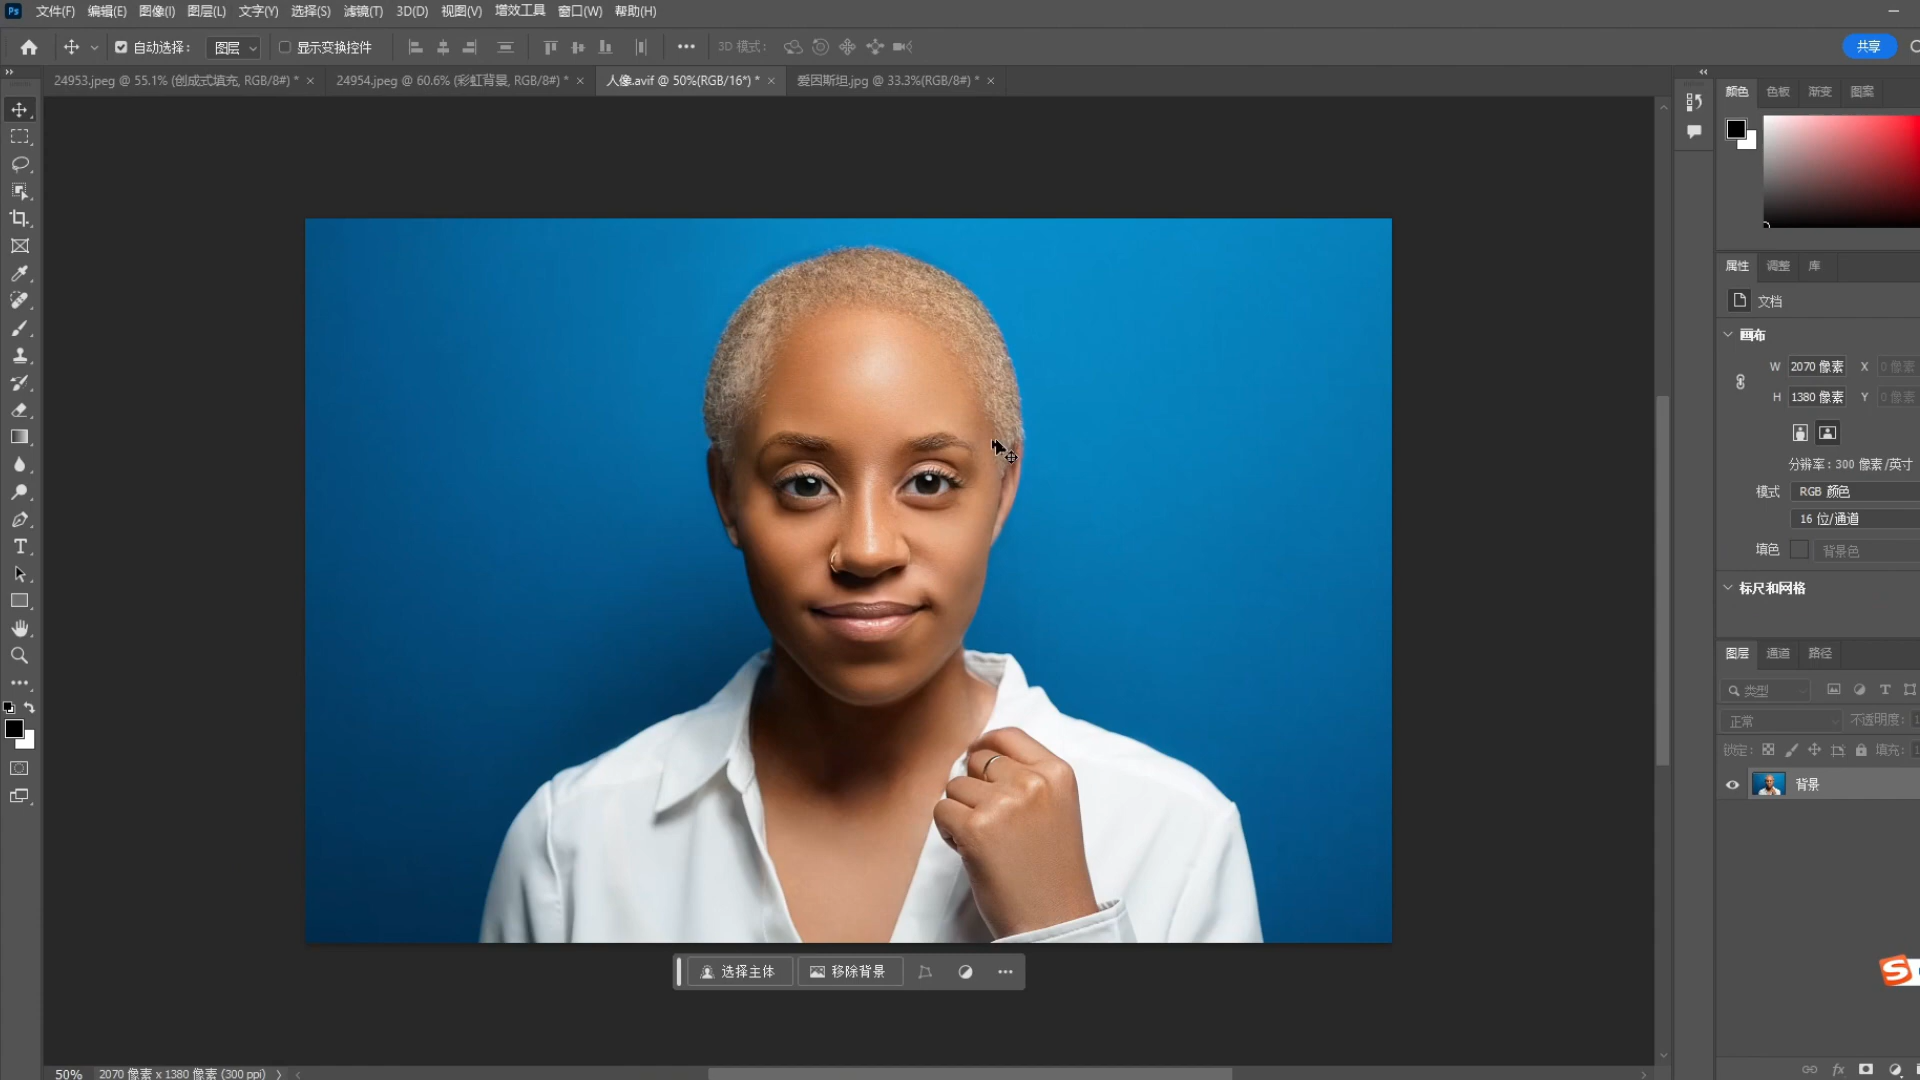 Ps 文件(F) 编辑(E) 图像(I) 图层(L) 文字(Y) 选择(S) 滤镜(T) 3D(D) 视图(V) 增效工具 窗口(W) 帮助(H)
自动选择： 图层 显示变换控件 3D 模式： 共享
24953.jpeg @ 55.1% (创成式填充, RGB/8#) * × 24954.jpeg @ 60.6% (彩虹背景, RGB/8#) * × 人像.avif @ 50%(RGB/16*) * × 爱因斯坦.jpg @ 33.3%(RGB/8#) * ×
颜色 色板 渐变 图案
属性 调整 库
文档
画布
W 2070 像素 X 0 像素
H 1380 像素 Y 0 像素
分辨率：300 像素/英寸
模式 RGB 颜色
16 位/通道
填色 背景色
标尺和网格
图层 通道 路径
类型
正常 不透明度：
锁定： 填充：
背景
选择主体 移除背景
50% 2070 像素 x 1380 像素 (300 ppi)